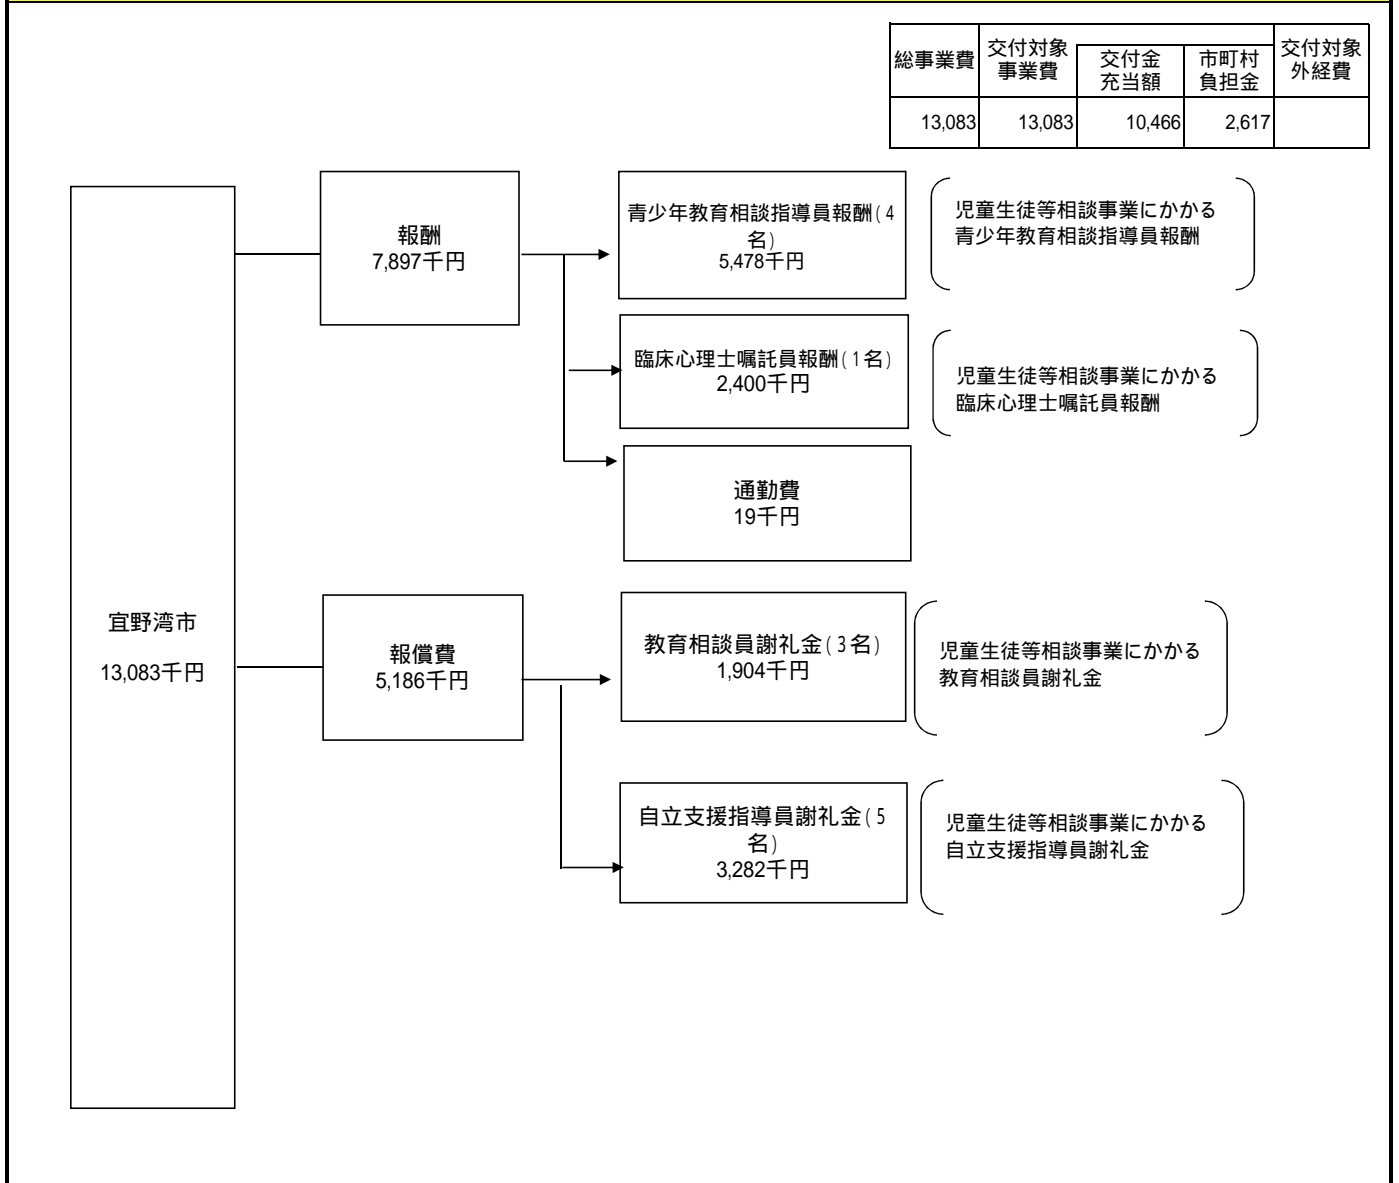 総事業費
交付対象
事業費
交付金
充当額
市町村
負担金
交付対象
外経費
13,083
13,083
10,466
2,617
宜野湾市
13,083千円
報酬
7,897千円
青少年教育相談指導員報酬(4
名)
5,478千円
児童生徒等相談事業にかかる
青少年教育相談指導員報酬
臨床心理士嘱託員報酬(1名)
2,400千円
児童生徒等相談事業にかかる
臨床心理士嘱託員報酬
通勤費
19千円
報償費
5,186千円
教育相談員謝礼金(3名)
1,904千円
児童生徒等相談事業にかかる
教育相談員謝礼金
自立支援指導員謝礼金(5
名)
3,282千円
児童生徒等相談事業にかかる
自立支援指導員謝礼金